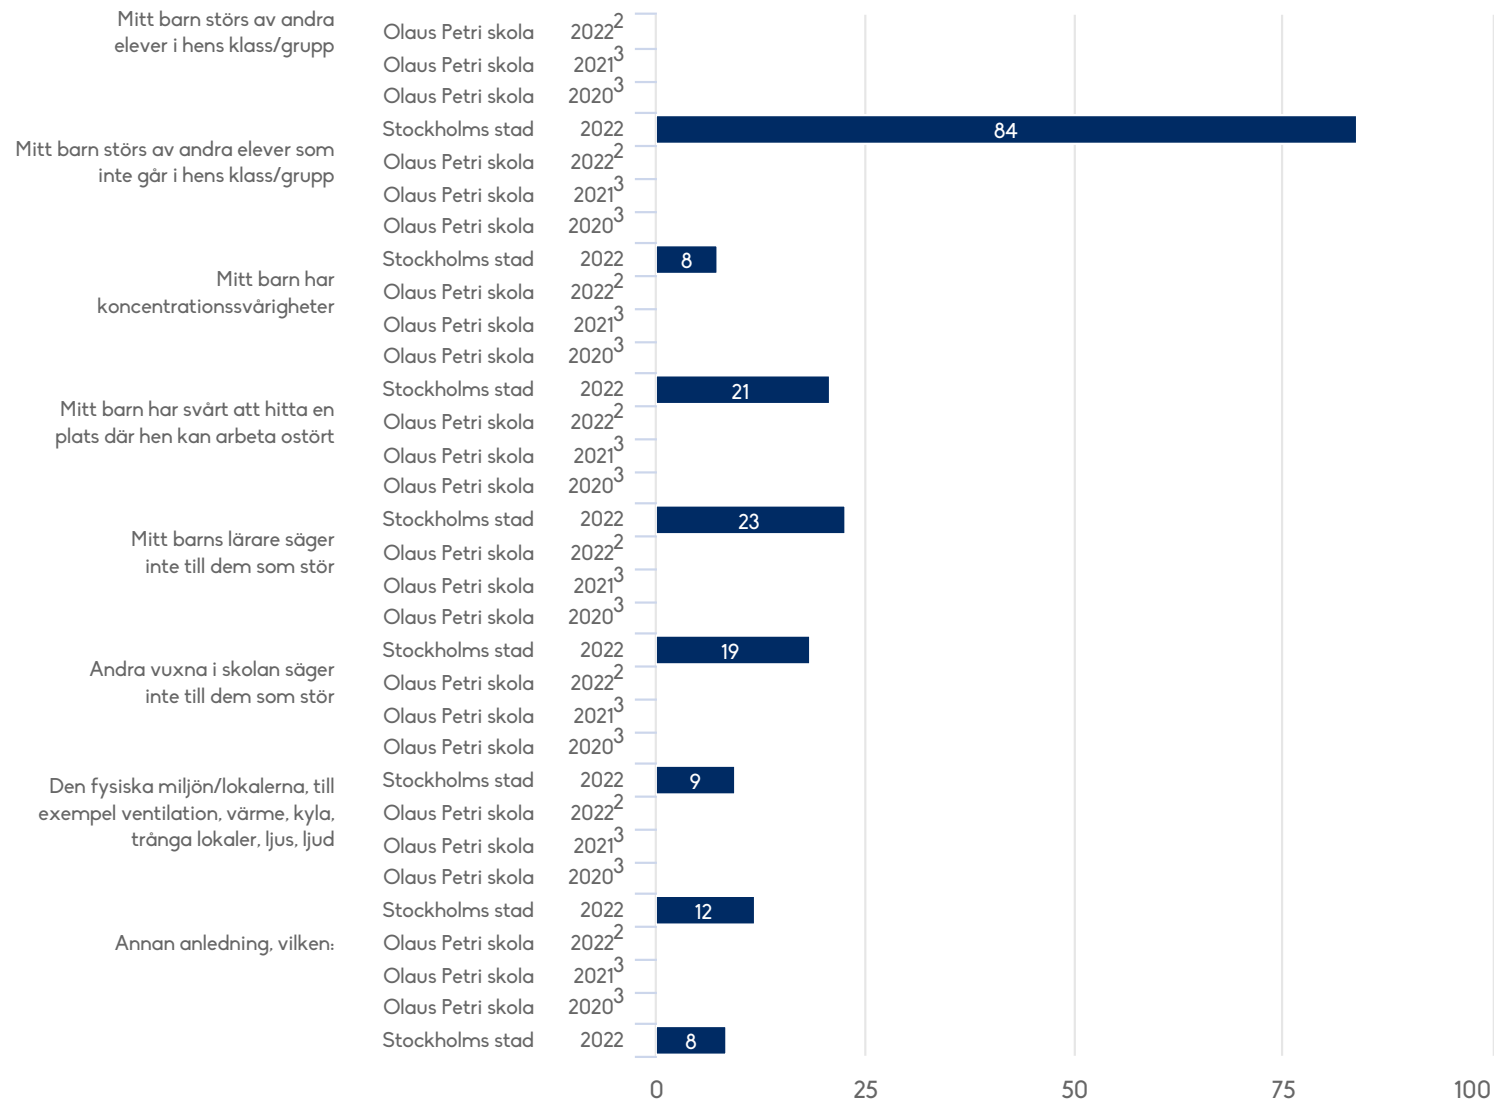 Mitt barn störs av andra
elever i hens klass/grupp
Olaus Petri skola 2022²
Olaus Petri skola 2021³
Olaus Petri skola 2020³
Stockholms stad 2022 84
Mitt barn störs av andra elever som
inte går i hens klass/grupp
Olaus Petri skola 2022²
Olaus Petri skola 2021³
Olaus Petri skola 2020³
Stockholms stad 2022 8
Mitt barn har
koncentrationssvårigheter
Olaus Petri skola 2022²
Olaus Petri skola 2021³
Olaus Petri skola 2020³
Stockholms stad 2022 21
Mitt barn har svårt att hitta en
plats där hen kan arbeta ostört
Olaus Petri skola 2022²
Olaus Petri skola 2021³
Olaus Petri skola 2020³
Stockholms stad 2022 23
Mitt barns lärare säger
inte till dem som stör
Olaus Petri skola 2022²
Olaus Petri skola 2021³
Olaus Petri skola 2020³
Stockholms stad 2022 19
Andra vuxna i skolan säger
inte till dem som stör
Olaus Petri skola 2022²
Olaus Petri skola 2021³
Olaus Petri skola 2020³
Stockholms stad 2022 9
Den fysiska miljön/lokalerna, till
exempel ventilation, värme, kyla,
trånga lokaler, ljus, ljud
Olaus Petri skola 2022²
Olaus Petri skola 2021³
Olaus Petri skola 2020³
Stockholms stad 2022 12
Annan anledning, vilken:
Olaus Petri skola 2022²
Olaus Petri skola 2021³
Olaus Petri skola 2020³
Stockholms stad 2022 8
0 25 50 75 100